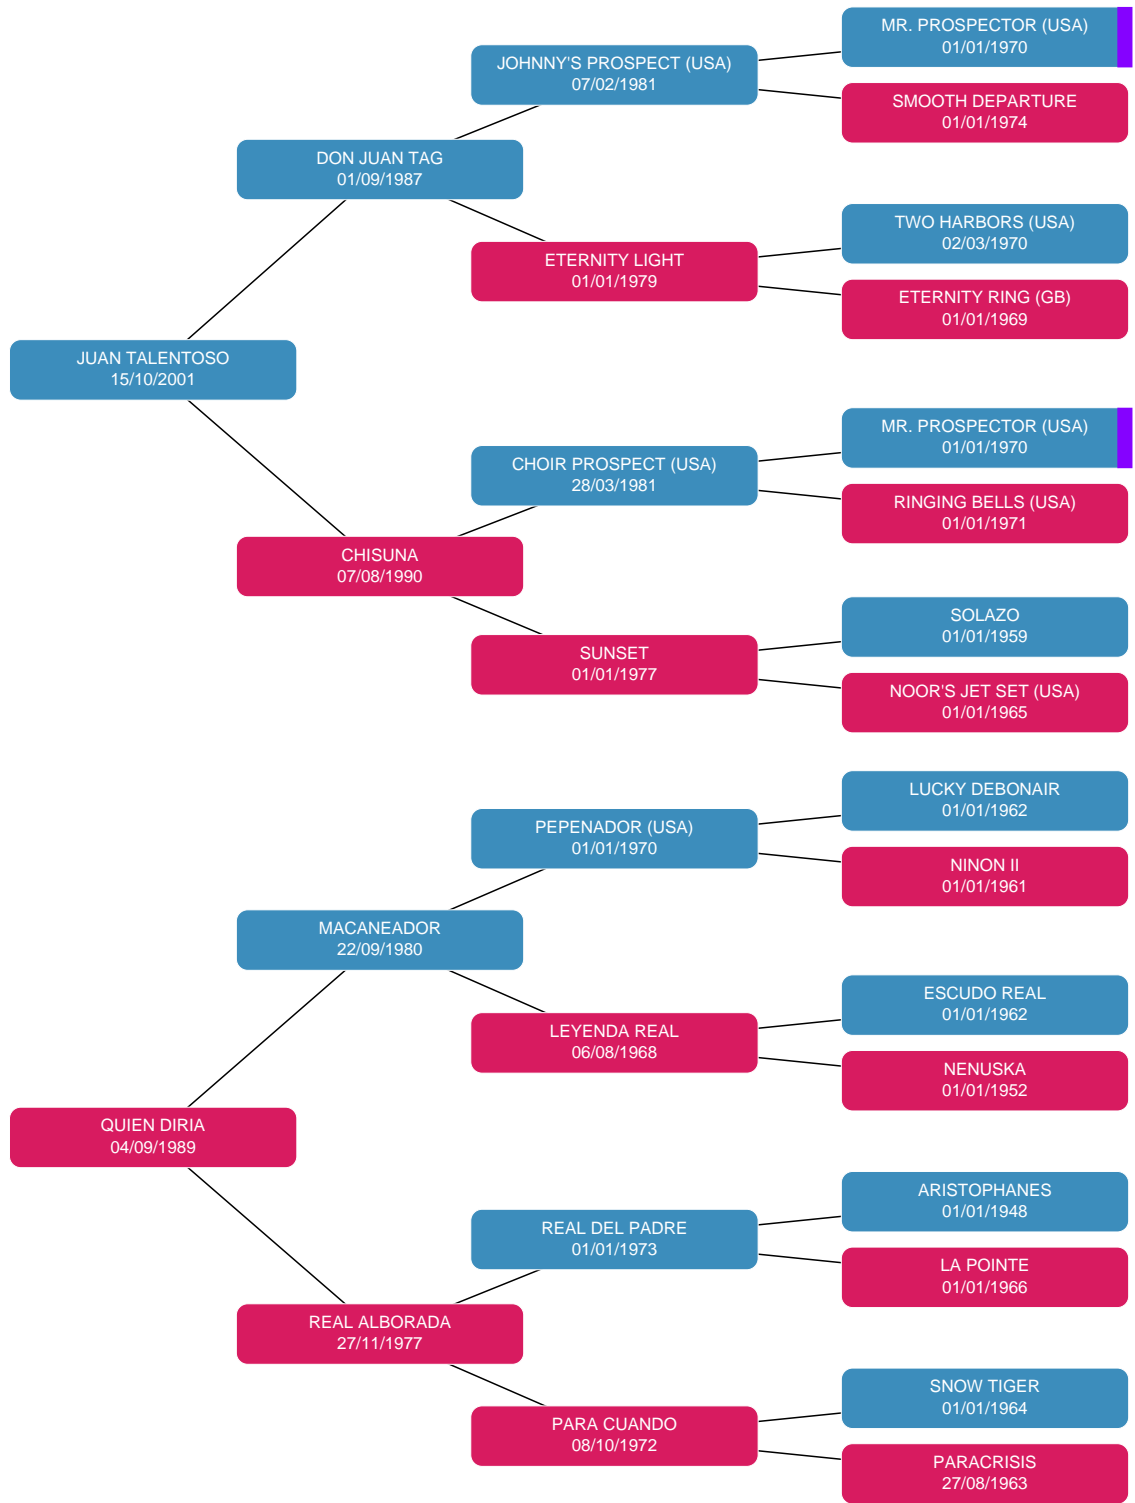 MR. PROSPECTOR (USA)
01/01/1970
JOHNNY'S PROSPECT (USA)
07/02/1981
SMOOTH DEPARTURE
01/01/1974
DON JUAN TAG
01/09/1987
TWO HARBORS (USA)
02/03/1970
ETERNITY LIGHT
01/01/1979
ETERNITY RING (GB)
01/01/1969
JUAN TALENTOSO
15/10/2001
MR. PROSPECTOR (USA)
01/01/1970
CHOIR PROSPECT (USA)
28/03/1981
RINGING BELLS (USA)
01/01/1971
CHISUNA
07/08/1990
SOLAZO
01/01/1959
SUNSET
01/01/1977
NOOR'S JET SET (USA)
01/01/1965
LUCKY DEBONAIR
01/01/1962
PEPENADOR (USA)
01/01/1970
NINON II
01/01/1961
MACANEADOR
22/09/1980
ESCUDO REAL
01/01/1962
LEYENDA REAL
06/08/1968
NENUSKA
01/01/1952
QUIEN DIRIA
04/09/1989
ARISTOPHANES
01/01/1948
REAL DEL PADRE
01/01/1973
LA POINTE
01/01/1966
REAL ALBORADA
27/11/1977
SNOW TIGER
01/01/1964
PARA CUANDO
08/10/1972
PARACRISIS
27/08/1963